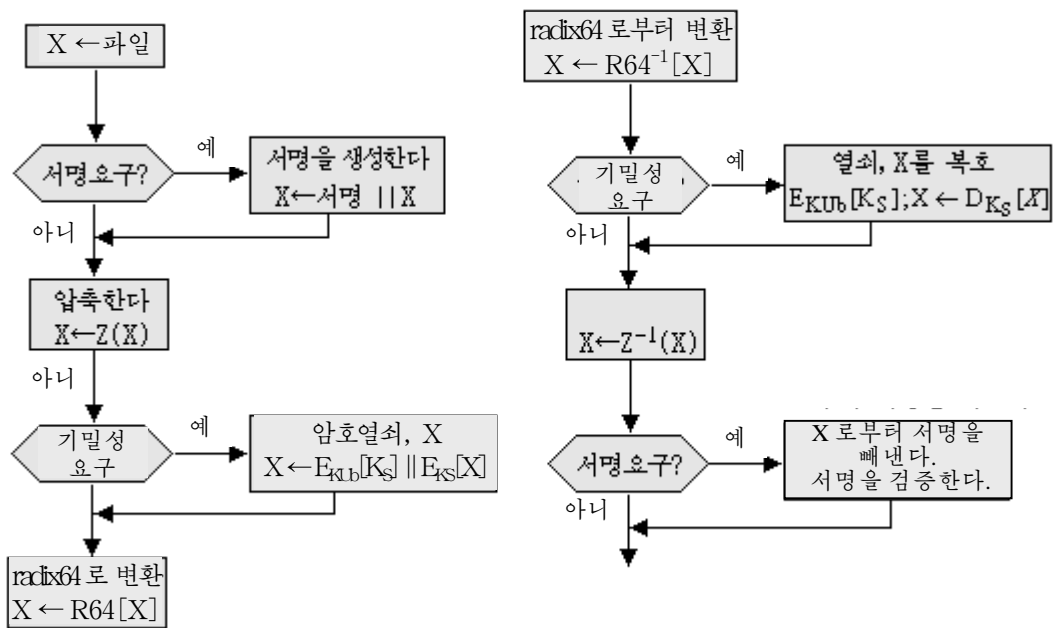 X ←파일
서명요구?
예
서명을 생성한다
X←서명 ||X
아니
압축한다
X←Z(X)
아니
기밀성
요구
예
암호열쇠, X
X←E_KUb[K_S]||E_KS[X]
radix64 로 변환
X ← R64[X]
radix64 로부터 변환
X ← R64⁻¹[X]
기밀성
요구
예
열쇠, X를 복호
E_KUb[K_S];X ← D_KS[X]
아니
X←Z⁻¹(X)
서명요구?
예
X 로부터 서명을
빼낸다.
서명을 검증한다.
아니